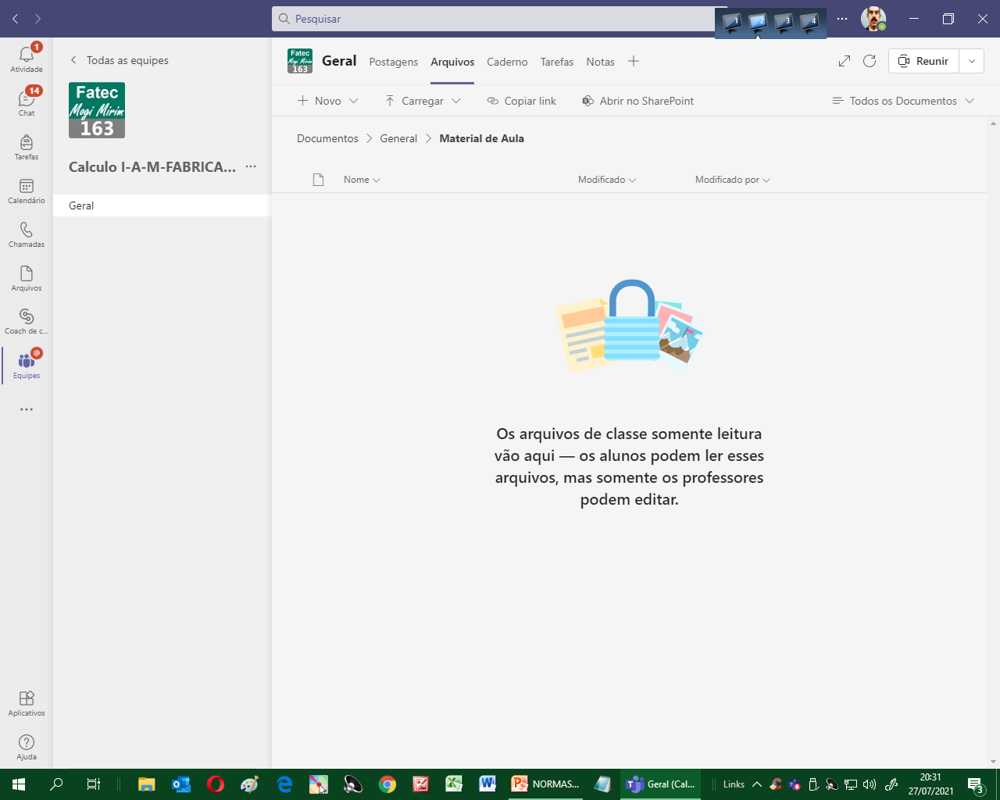 Pesquisar
1 2 3 4
1
Atividade
14
Chat
Tarefas
Calendário
Chamadas
Arquivos
Coach de c...
@
Equipes
Aplicativos
Ajuda
Todas as equipes
Fatec
Mogi Mirim
163
Calculo I-A-M-FABRICA...
Geral
Fatec
Mogi Mirim
163
Geral Postagens Arquivos Caderno Tarefas Notas
Reunir
Novo Carregar Copiar link Abrir no SharePoint Todos os Documentos
Documentos General Material de Aula
Nome Modificado Modificado por
Os arquivos de classe somente leitura
vão aqui — os alunos podem ler esses
arquivos, mas somente os professores
podem editar.
NORMAS...
Geral (Cal...
Links
20:31
27/07/2021
3